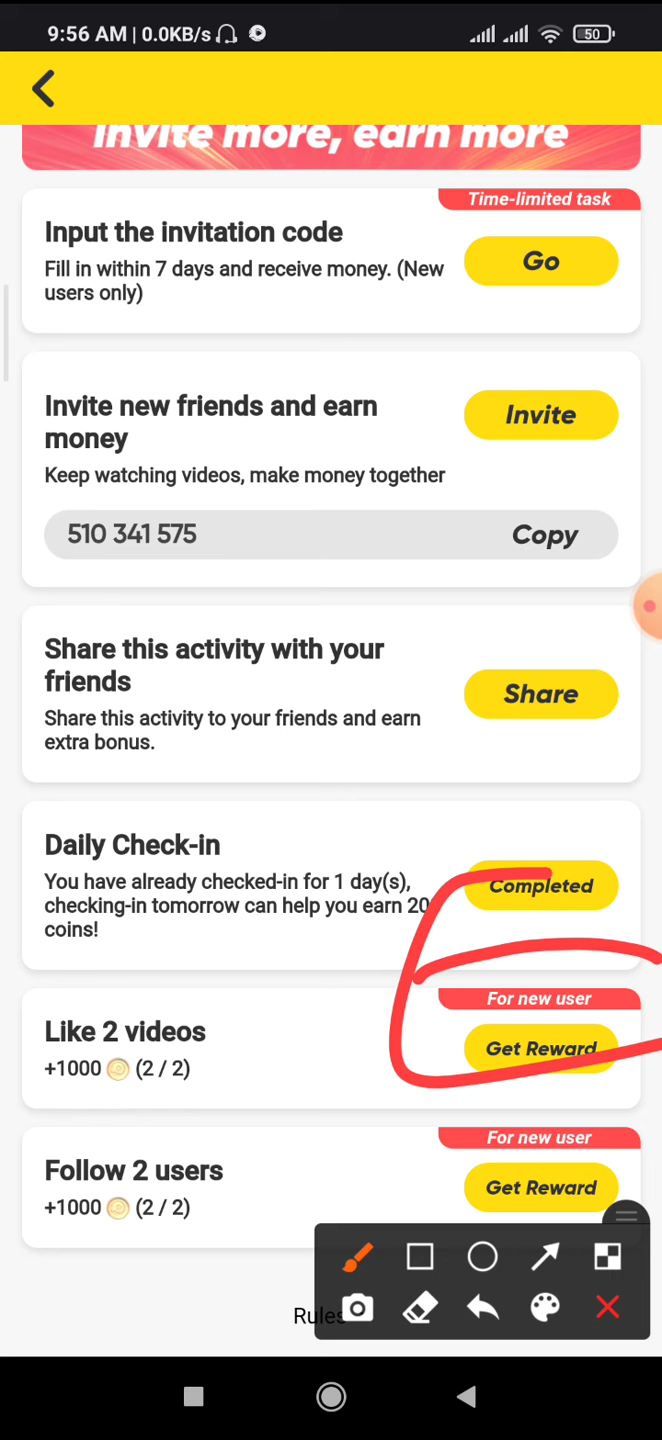 9:56 AM | 0.0KB/s
50
Invite more, earn more
Time-limited task
Input the invitation code
Go
Fill in within 7 days and receive money. (New
users only)
Invite new friends and earn
money
Invite
Keep watching videos, make money together
510 341 575
Copy
Share this activity with your
friends
Share
Share this activity to your friends and earn
extra bonus.
Daily Check-in
Completed
You have already checked-in for 1 day(s),
checking-in tomorrow can help you earn 20
coins!
For new user
Like 2 videos
Get Reward
+1000 (2 / 2)
For new user
Follow 2 users
Get Reward
+1000 (2 / 2)
Rules